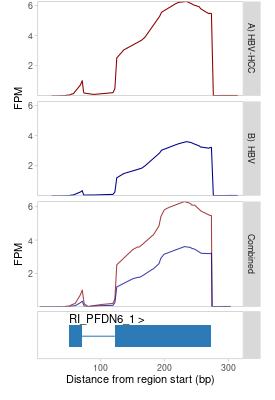 6
4
2
A) HBV-HCC
FPM
6
4
2
B) HBV
6
4
2
FPM
Combined
RI_PFDN6_1 >
100 200 300
Distance from region start (bp)